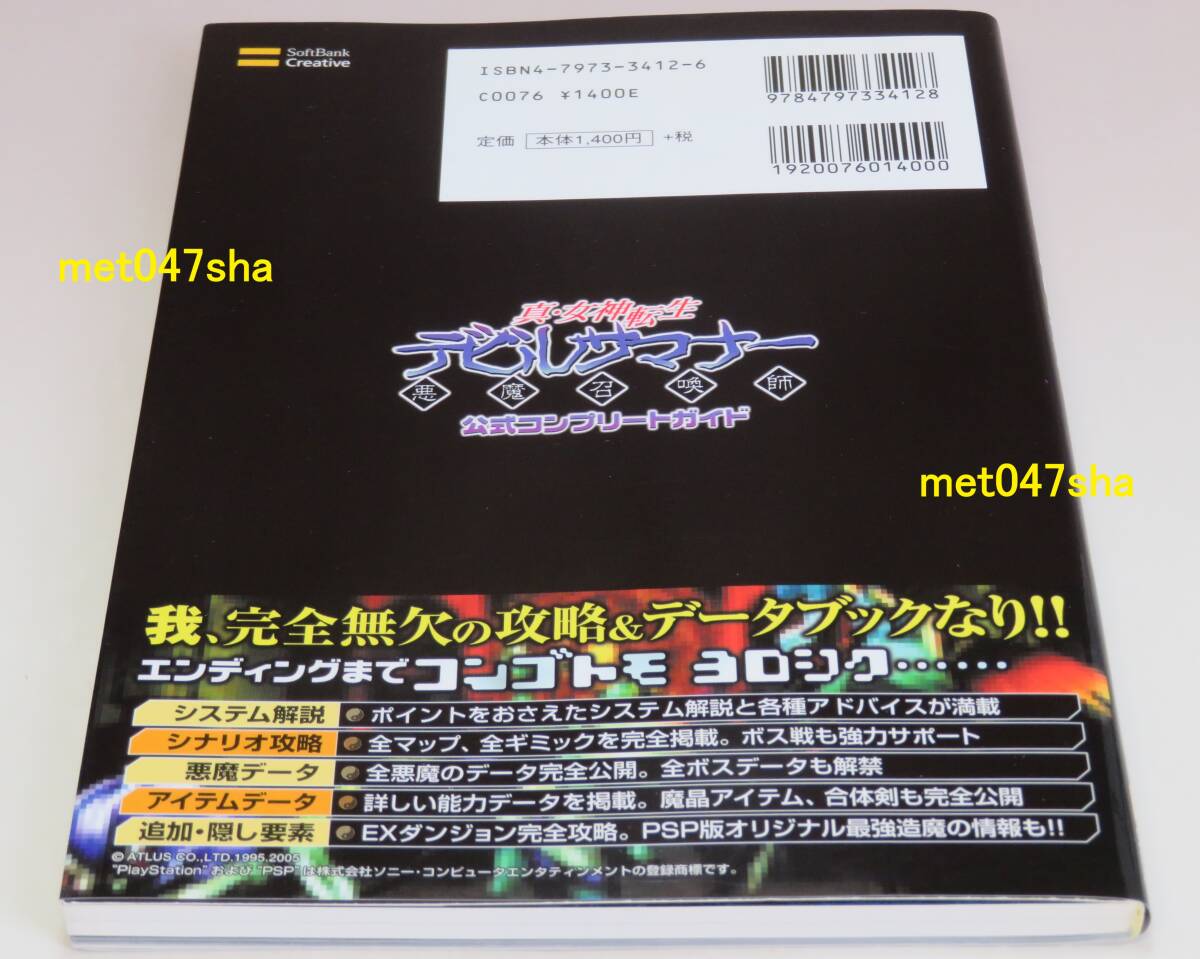 SoftBank
Creative
ISBN4-7973-3412-6
C0076 ¥1400E
定価 本体1,400円 +税
9784797334128
1920076014000
met047sha
真・女神転生
デビルサマナー
悪魔召喚師
公式コンプリートガイド
met047sha
我、完全無欠の攻略&データブックなり!!
エンディングまでコンゴトモ ヨロシク……
システム解説 ポイントをおさえたシステム解説と各種アドバイスが満載
シナリオ攻略 全マップ、全ギミックを完全掲載。ボス戦も強力サポート
悪魔データ 全悪魔のデータ完全公開。全ボスデータも解禁
アイテムデータ 詳しい能力データを掲載。魔晶アイテム、合体剣も完全公開
追加・隠し要素 EXダンジョン完全攻略。PSP版オリジナル最強造魔の情報も!!
© ATLUS CO.,LTD.1995.2005
"PlayStation" および "PSP" は株式会社ソニー・コンピュータエンタテインメントの登録商標です。